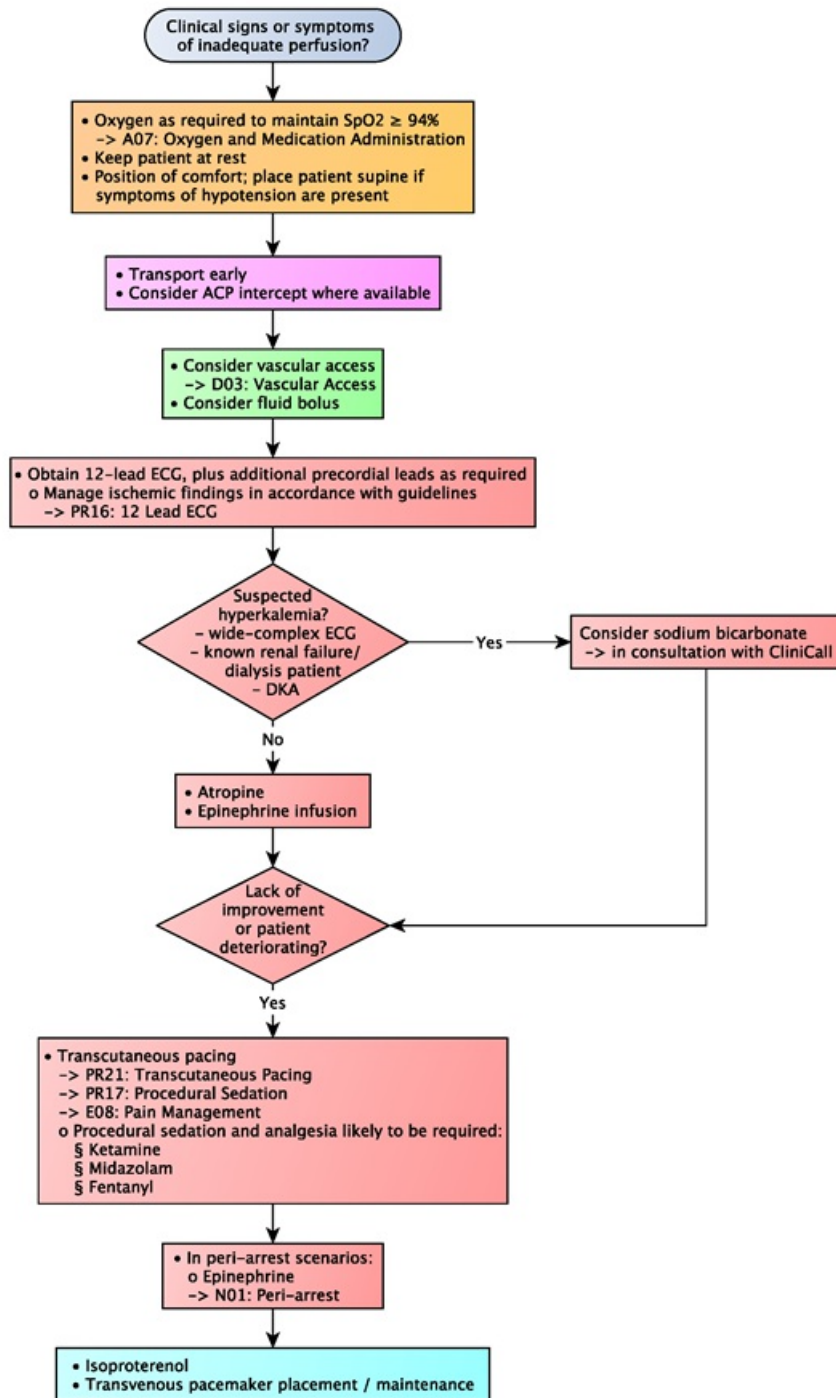 Clinical signs or symptoms
of inadequate perfusion?
• Oxygen as required to maintain SpO2 ≥ 94%
-> A07: Oxygen and Medication Administration
• Keep patient at rest
• Position of comfort; place patient supine if
symptoms of hypotension are present
• Transport early
• Consider ACP intercept where available
• Consider vascular access
-> D03: Vascular Access
• Consider fluid bolus
• Obtain 12-lead ECG, plus additional precordial leads as required
o Manage ischemic findings in accordance with guidelines
-> PR16: 12 Lead ECG
Suspected
hyperkalemia?
- wide-complex ECG
- known renal failure/
dialysis patient
- DKA
Yes
Consider sodium bicarbonate
-> in consultation with CliniCall
No
• Atropine
• Epinephrine infusion
Lack of
improvement
or patient
deteriorating?
Yes
• Transcutaneous pacing
-> PR21: Transcutaneous Pacing
-> PR17: Procedural Sedation
-> E08: Pain Management
o Procedural sedation and analgesia likely to be required:
§ Ketamine
§ Midazolam
§ Fentanyl
• In peri-arrest scenarios:
o Epinephrine
-> N01: Peri-arrest
• Isoproterenol
• Transvenous pacemaker placement / maintenance